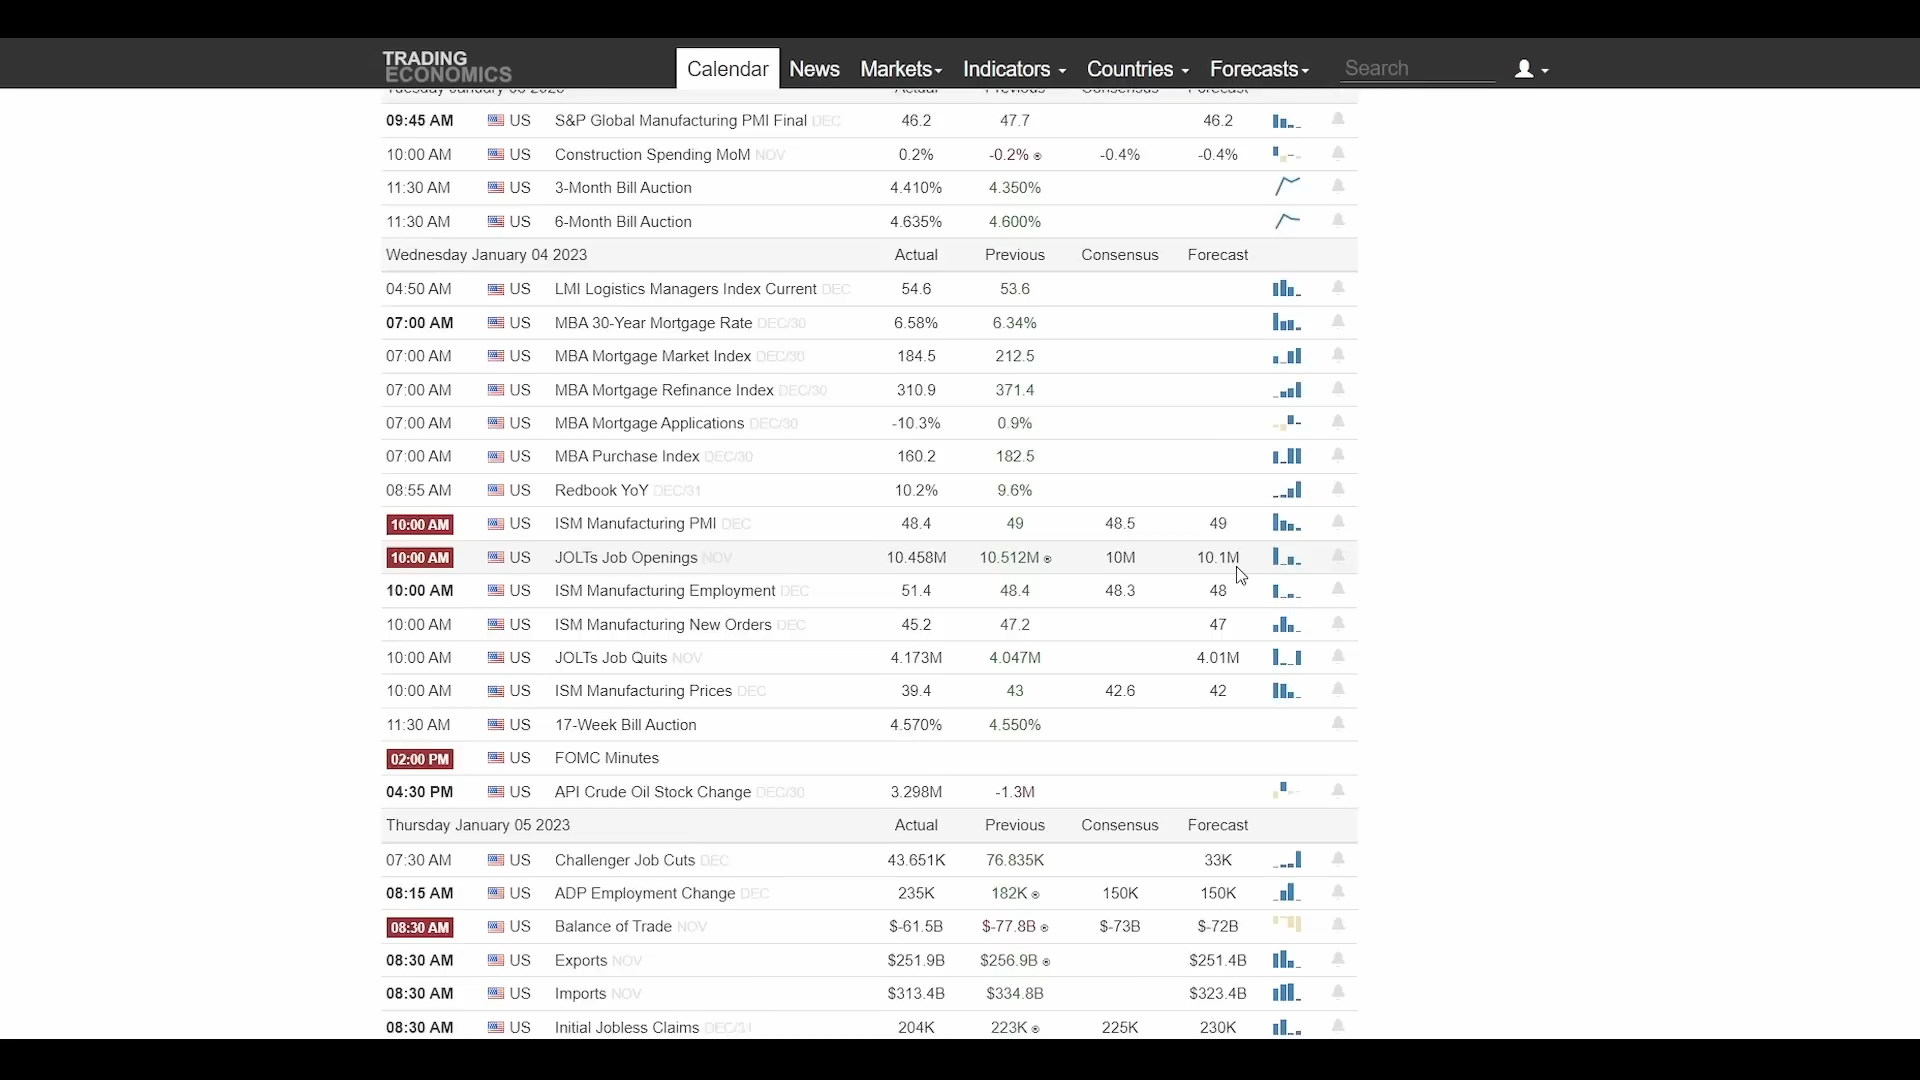 TRADING
ECONOMICS
Calendar News Markets Indicators Countries Forecasts Search
Tuesday January 03 2023 Actual Previous Consensus Forecast
09:45 AM US S&P Global Manufacturing PMI Final DEC 46.2 47.7 46.2
10:00 AM US Construction Spending MoM NOV 0.2% -0.2% -0.4% -0.4%
11:30 AM US 3-Month Bill Auction 4.410% 4.350%
11:30 AM US 6-Month Bill Auction 4.635% 4.600%
Wednesday January 04 2023 Actual Previous Consensus Forecast
04:50 AM US LMI Logistics Managers Index Current DEC 54.6 53.6
07:00 AM US MBA 30-Year Mortgage Rate DEC/30 6.58% 6.34%
07:00 AM US MBA Mortgage Market Index DEC/30 184.5 212.5
07:00 AM US MBA Mortgage Refinance Index DEC/30 310.9 371.4
07:00 AM US MBA Mortgage Applications DEC/30 -10.3% 0.9%
07:00 AM US MBA Purchase Index DEC/30 160.2 182.5
08:55 AM US Redbook YoY DEC/31 10.2% 9.6%
10:00 AM US ISM Manufacturing PMI DEC 48.4 49 48.5 49
10:00 AM US JOLTs Job Openings NOV 10.458M 10.512M 10M 10.1M
10:00 AM US ISM Manufacturing Employment DEC 51.4 48.4 48.3 48
10:00 AM US ISM Manufacturing New Orders DEC 45.2 47.2 47
10:00 AM US JOLTs Job Quits NOV 4.173M 4.047M 4.01M
10:00 AM US ISM Manufacturing Prices DEC 39.4 43 42.6 42
11:30 AM US 17-Week Bill Auction 4.570% 4.550%
02:00 PM US FOMC Minutes
04:30 PM US API Crude Oil Stock Change DEC/30 3.298M -1.3M
Thursday January 05 2023 Actual Previous Consensus Forecast
07:30 AM US Challenger Job Cuts DEC 43.651K 76.835K 33K
08:15 AM US ADP Employment Change DEC 235K 182K 150K 150K
08:30 AM US Balance of Trade NOV $-61.5B $-77.8B $-73B $-72B
08:30 AM US Exports NOV $251.9B $256.9B $251.4B
08:30 AM US Imports NOV $313.4B $334.8B $323.4B
08:30 AM US Initial Jobless Claims DEC/31 204K 223K 225K 230K